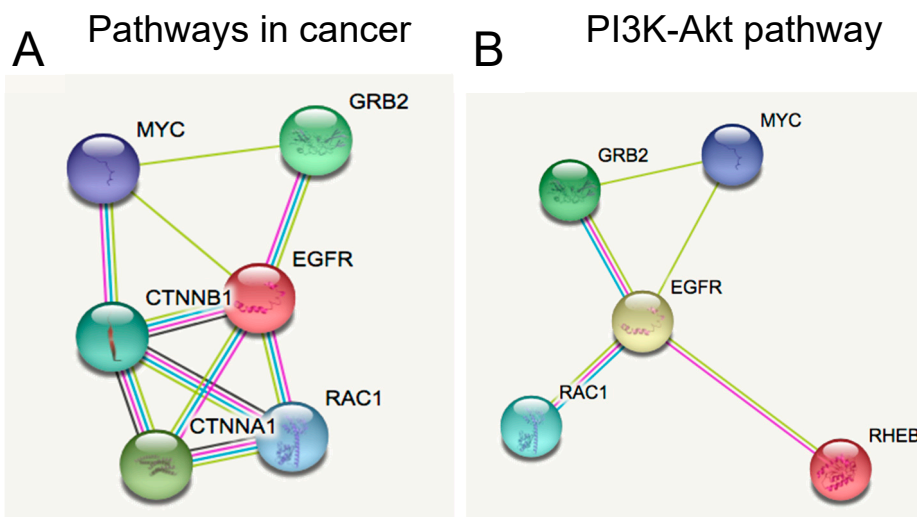 A Pathways in cancer
MYC
GRB2
EGFR
CTNNB1
RAC1
CTNNA1
B PI3K-Akt pathway
MYC
GRB2
EGFR
RAC1
RHEB